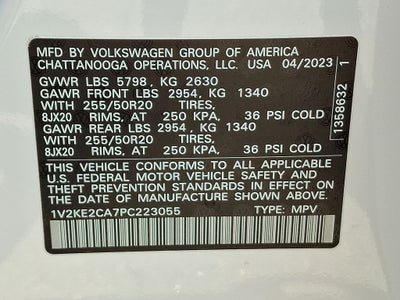 MFD BY VOLKSWAGEN GROUP OF AMERICA
CHATTANOOGA OPERATIONS, LLC. USA 04/2023
GVWR LBS 5798, KG 2630
GAWR FRONT LBS 2954, KG 1340
WITH 255/50R20 TIRES,
8JX20 RIMS, AT 250 KPA, 36 PSI COLD
GAWR REAR LBS 2954, KG 1340
WITH 255/50R20 TIRES,
8JX20 RIMS, AT 250 KPA, 36 PSI COLD
THIS VEHICLE CONFORMS TO ALL APPLICABLE
U.S. FEDERAL MOTOR VEHICLE SAFETY AND
THEFT PREVENTION STANDARDS IN EFFECT ON
THE DATE OF MANUFACTURE SHOWN ABOVE.
1V2KE2CA7PC223055 TYPE: MPV
1358632 1